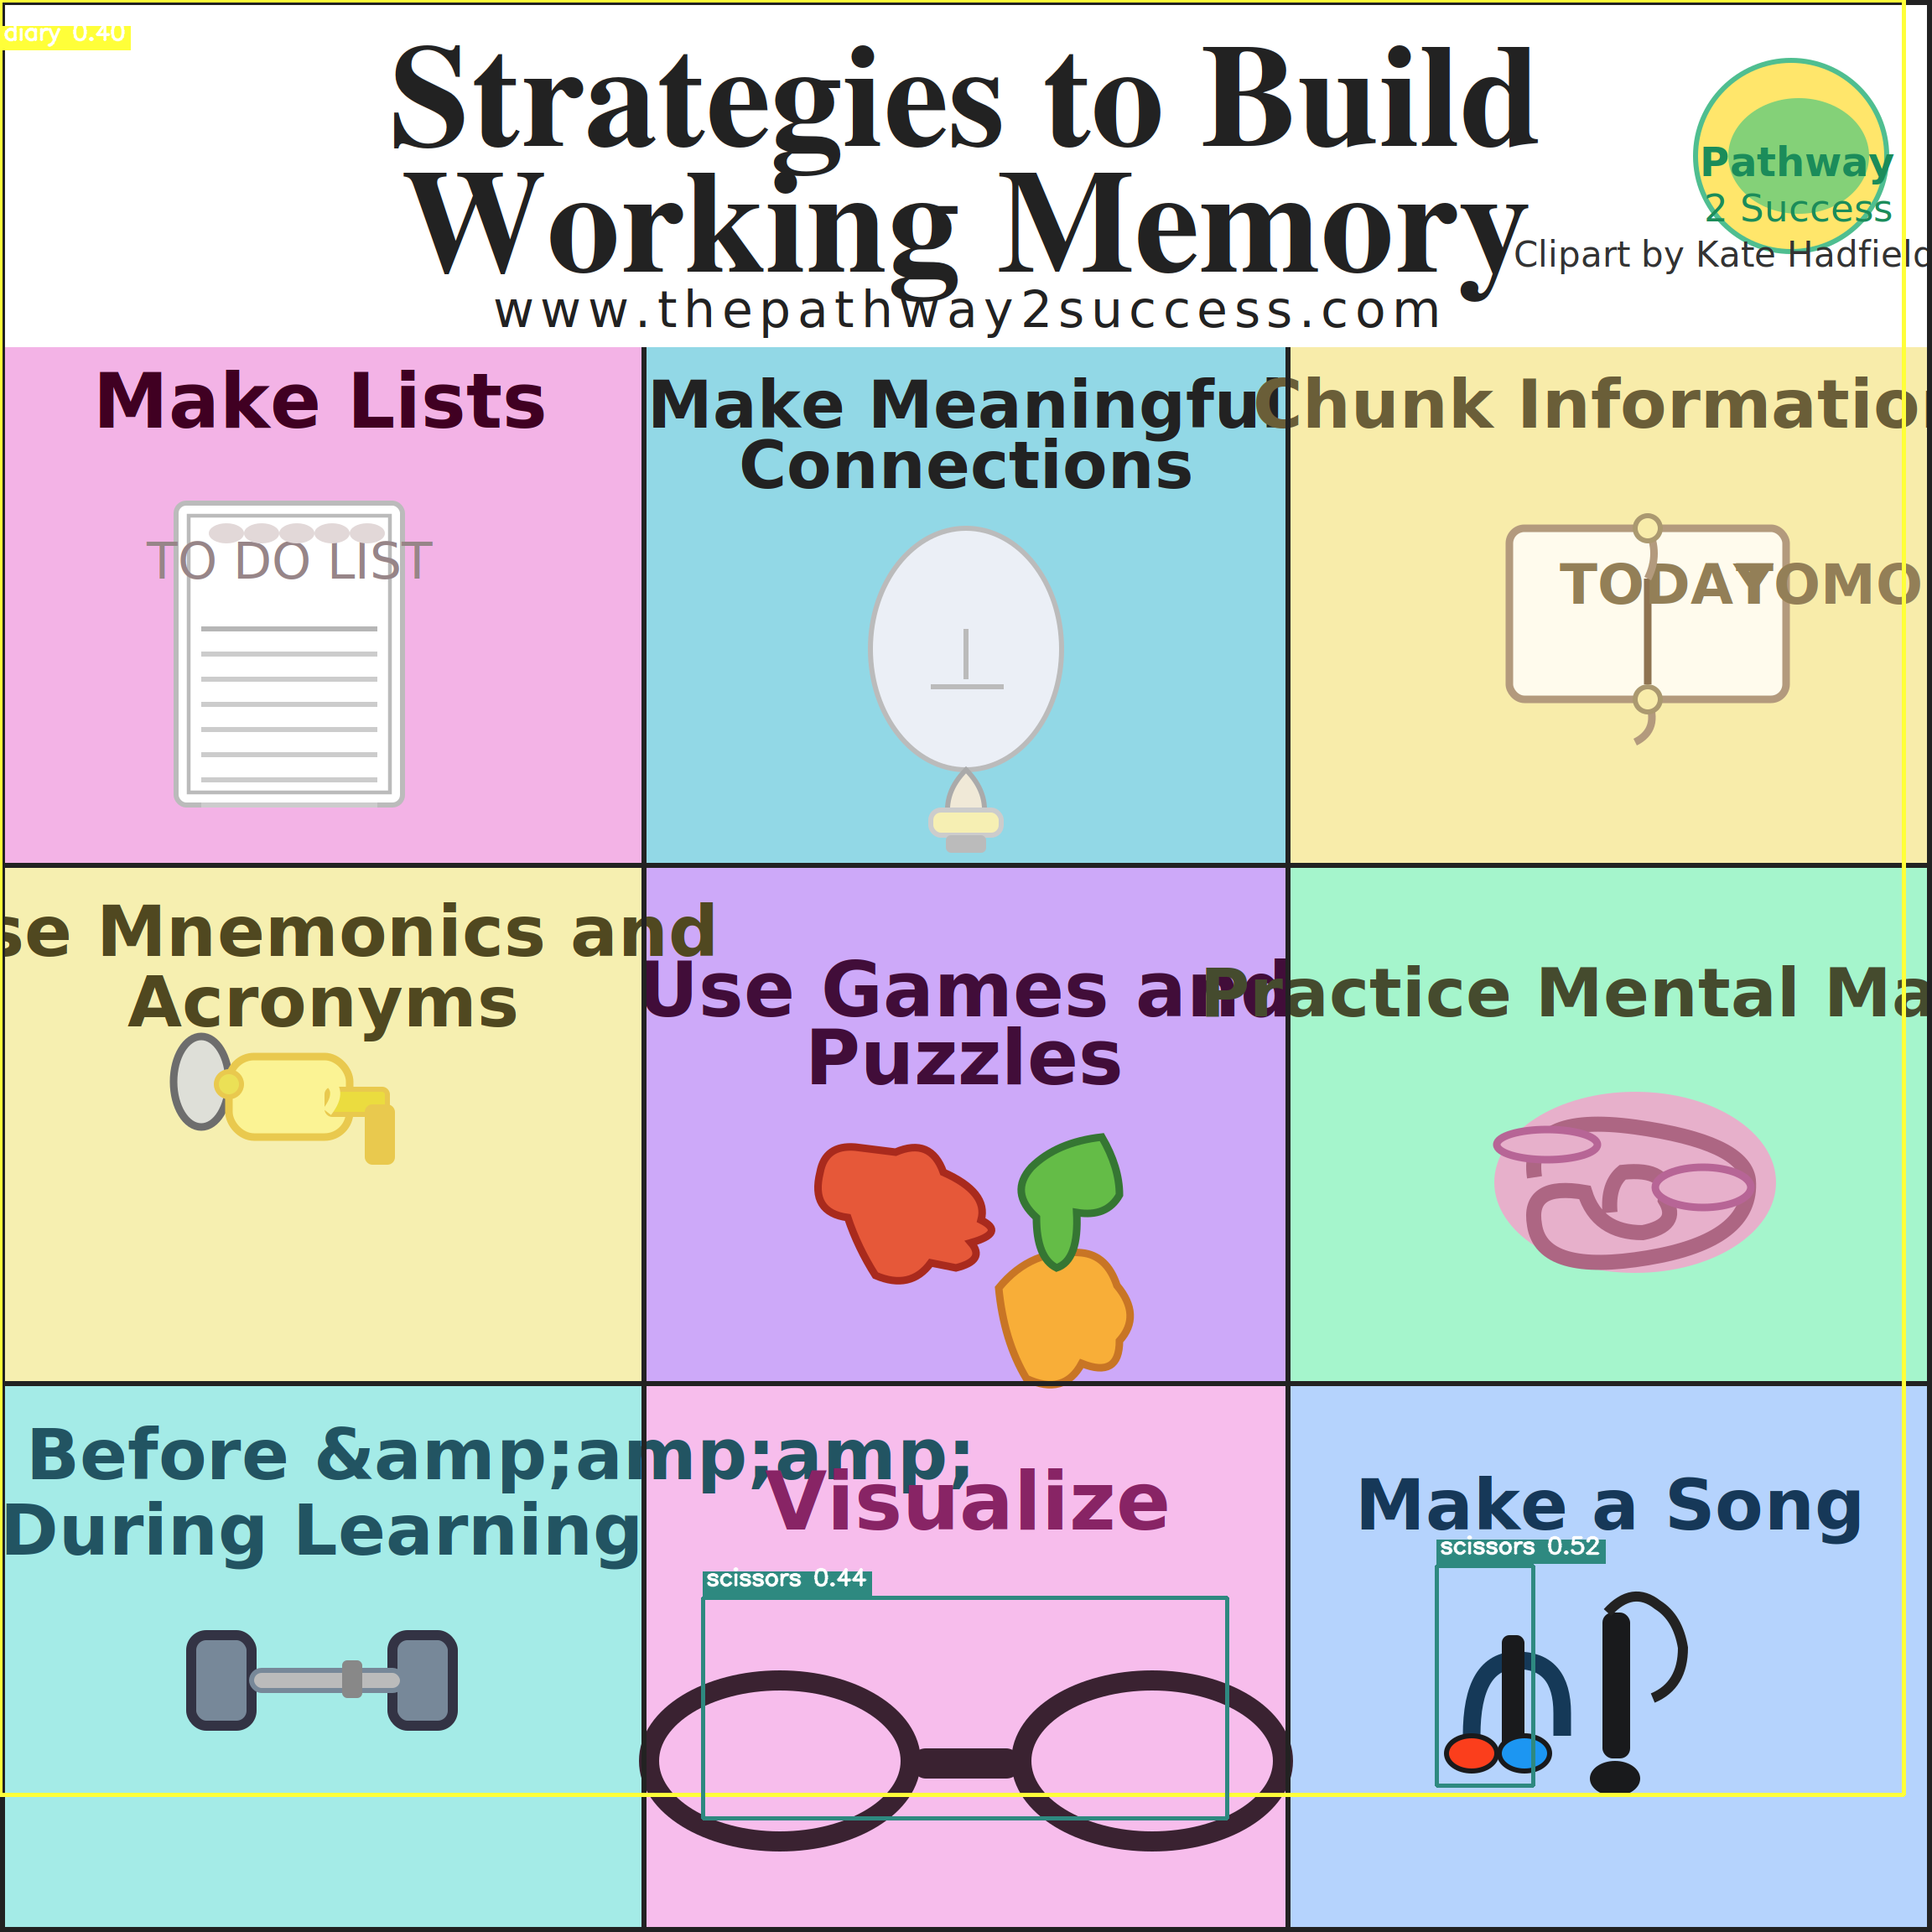 diary 0.40
Strategies to Build
Working Memory
Pathway
2 Success
Clipart by Kate Hadfield
www.thepathway2success.com
Make Lists
Make Meaningful
Connections
Chunk Information
TO DO LIST
TODAY
TOMO
se Mnemonics and
Acronyms
Use Games and
Puzzles
Practice Mental Ma
Before &amp;amp;amp;
During Learning
Visualize
Make a Song
scissors 0.44
scissors 0.52